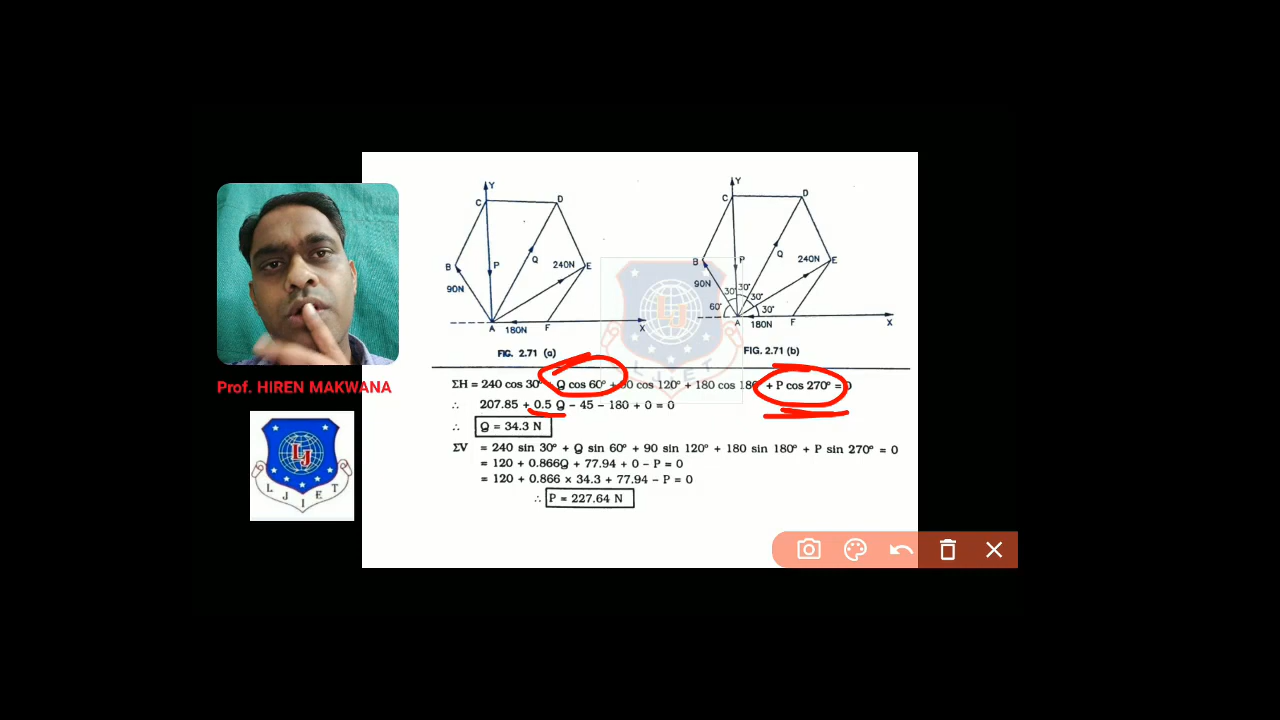 Y
C
D
B
P
Q
240N
E
90N
A
180N
F
X
FIG. 2.71 (a)
Y
C
D
B
P
Q
240N
E
90N
30°
30°
30°
60°
30°
A
180N
F
X
FIG. 2.71 (b)
Prof. HIREN MAKWANA
LJ
L J I E T
LJ
L J I E T
ΣH = 240 cos 30° Q cos 60° + 90 cos 120° + 180 cos 180° + P cos 270° = 0
∴ 207.85 + 0.5 Q – 45 – 180 + 0 = 0
∴ Q = 34.3 N
ΣV = 240 sin 30° + Q sin 60° + 90 sin 120° + 180 sin 180° + P sin 270° = 0
= 120 + 0.866Q + 77.94 + 0 – P = 0
= 120 + 0.866 × 34.3 + 77.94 – P = 0
∴ P = 227.64 N